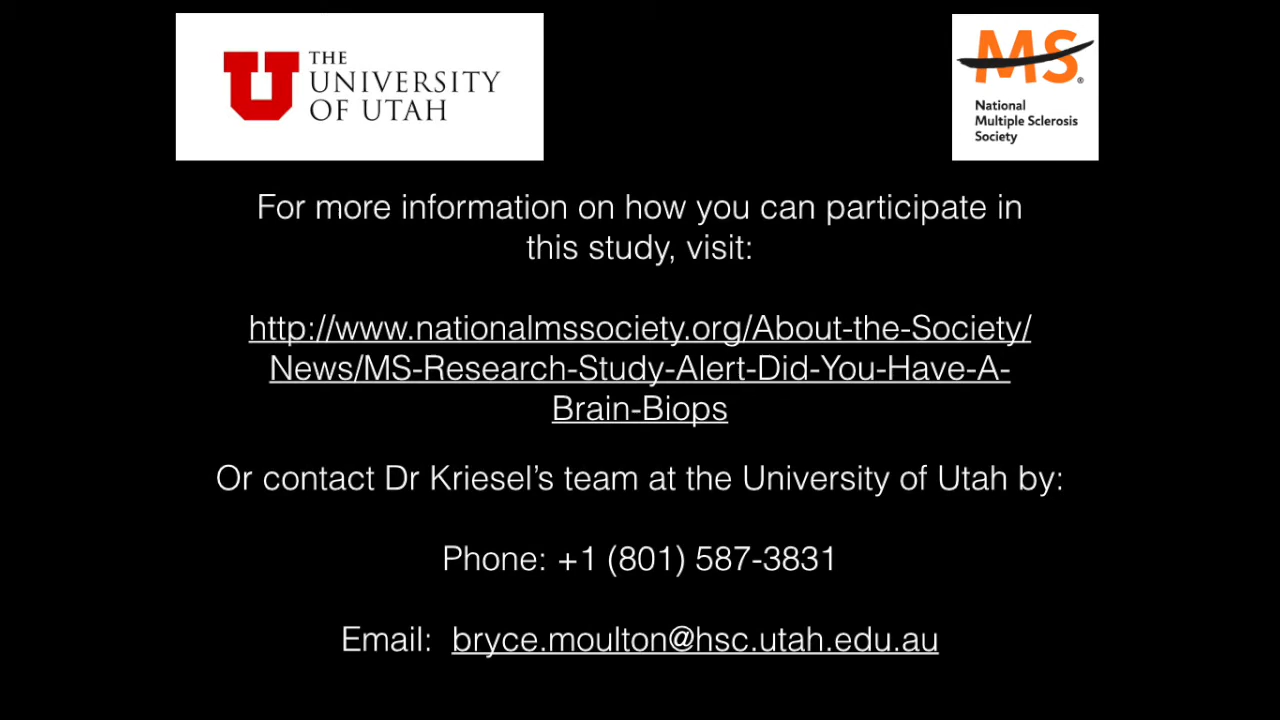 THE
UNIVERSITY
OF UTAH
MS®
National
Multiple Sclerosis
Society
For more information on how you can participate in
this study, visit:
http://www.nationalmssociety.org/About-the-Society/
News/MS-Research-Study-Alert-Did-You-Have-A-
Brain-Biops
Or contact Dr Kriesel’s team at the University of Utah by:
Phone: +1 (801) 587-3831
Email: bryce.moulton@hsc.utah.edu.au